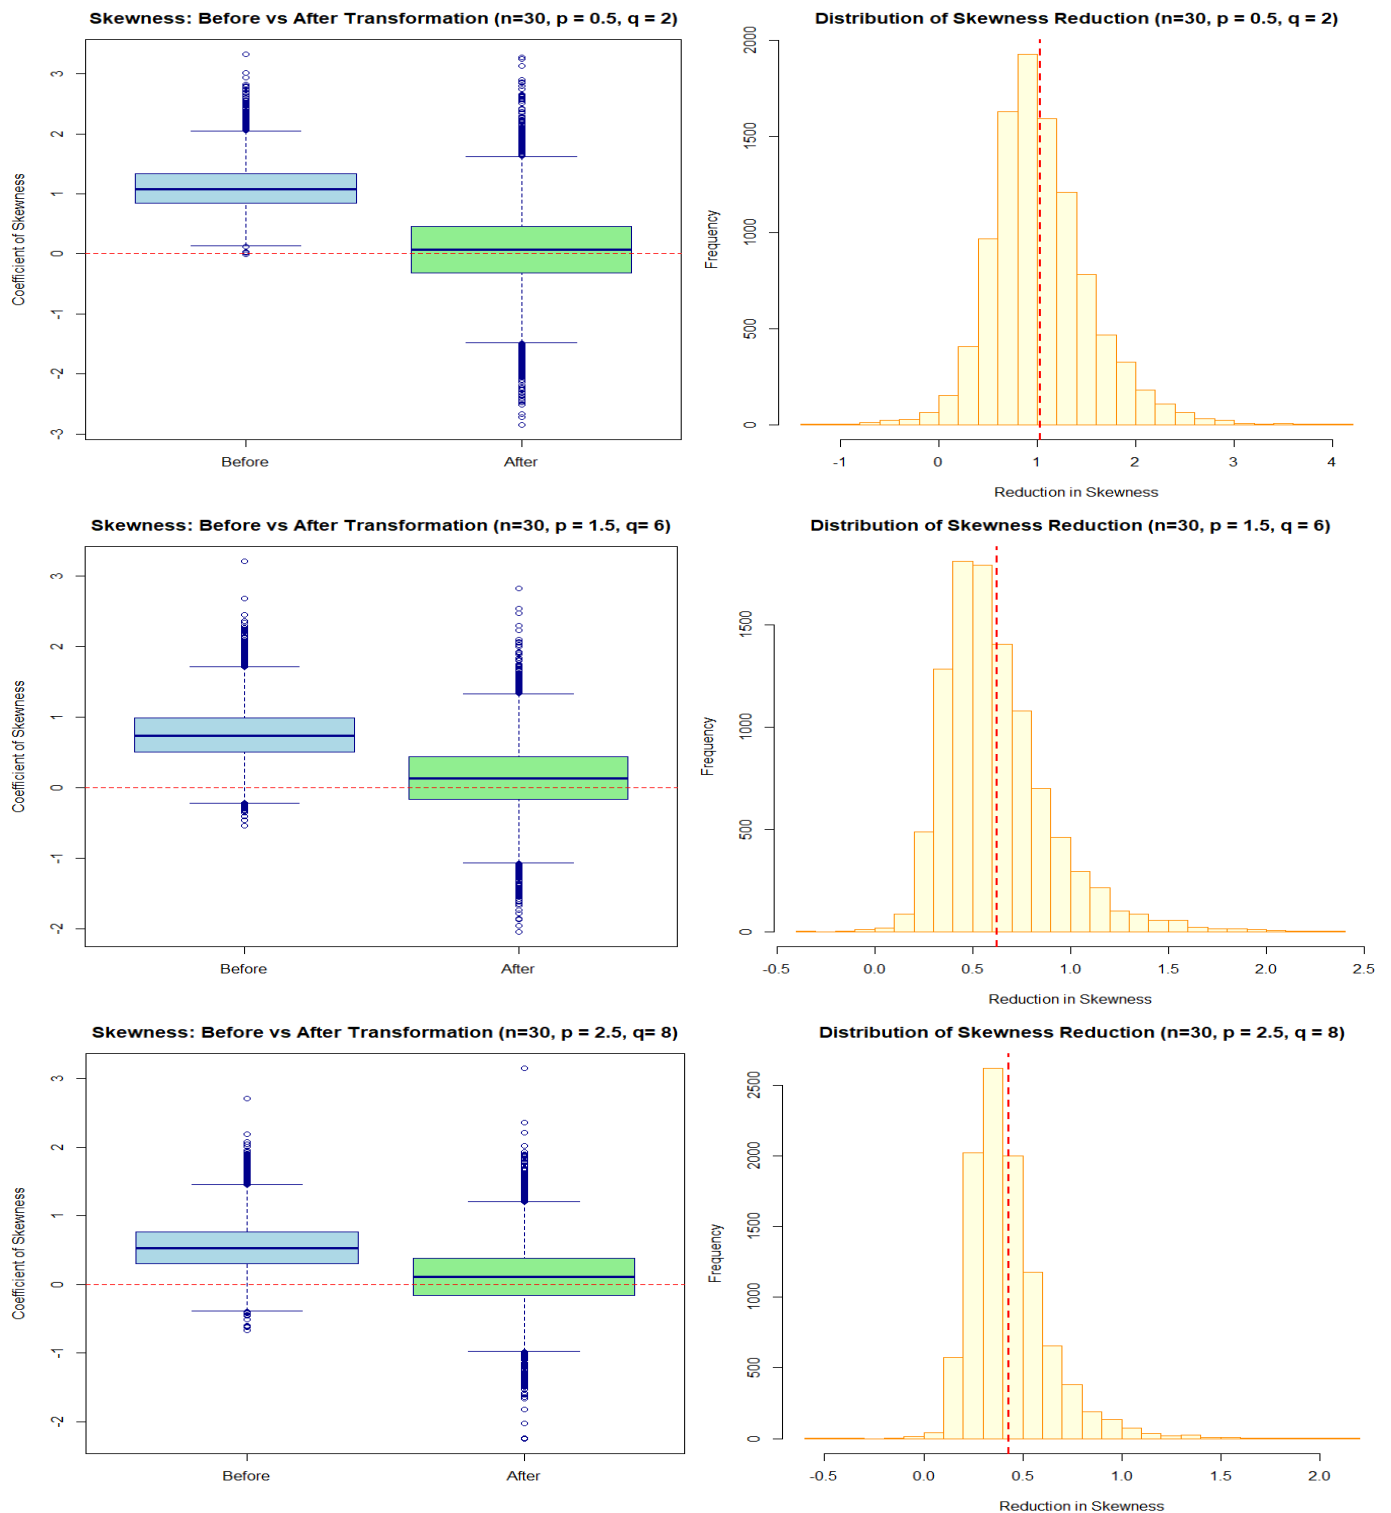 Skewness: Before vs After Transformation (n=30, p = 0.5, q = 2)
Coefficient of Skewness
3
2
1
0
-1
-2
-3
Before
After
Distribution of Skewness Reduction (n=30, p = 0.5, q = 2)
Frequency
2000
1500
1000
500
0
-1
0
1
2
3
4
Reduction in Skewness
Skewness: Before vs After Transformation (n=30, p = 1.5, q= 6)
Coefficient of Skewness
3
2
1
0
-1
-2
Before
After
Distribution of Skewness Reduction (n=30, p = 1.5, q = 6)
Frequency
1500
1000
500
0
-0.5
0.0
0.5
1.0
1.5
2.0
2.5
Reduction in Skewness
Skewness: Before vs After Transformation (n=30, p = 2.5, q= 8)
Coefficient of Skewness
3
2
1
0
-1
-2
Before
After
Distribution of Skewness Reduction (n=30, p = 2.5, q= 8)
Frequency
2500
2000
1500
1000
500
0
-0.5
0.0
0.5
1.0
1.5
2.0
Reduction in Skewness